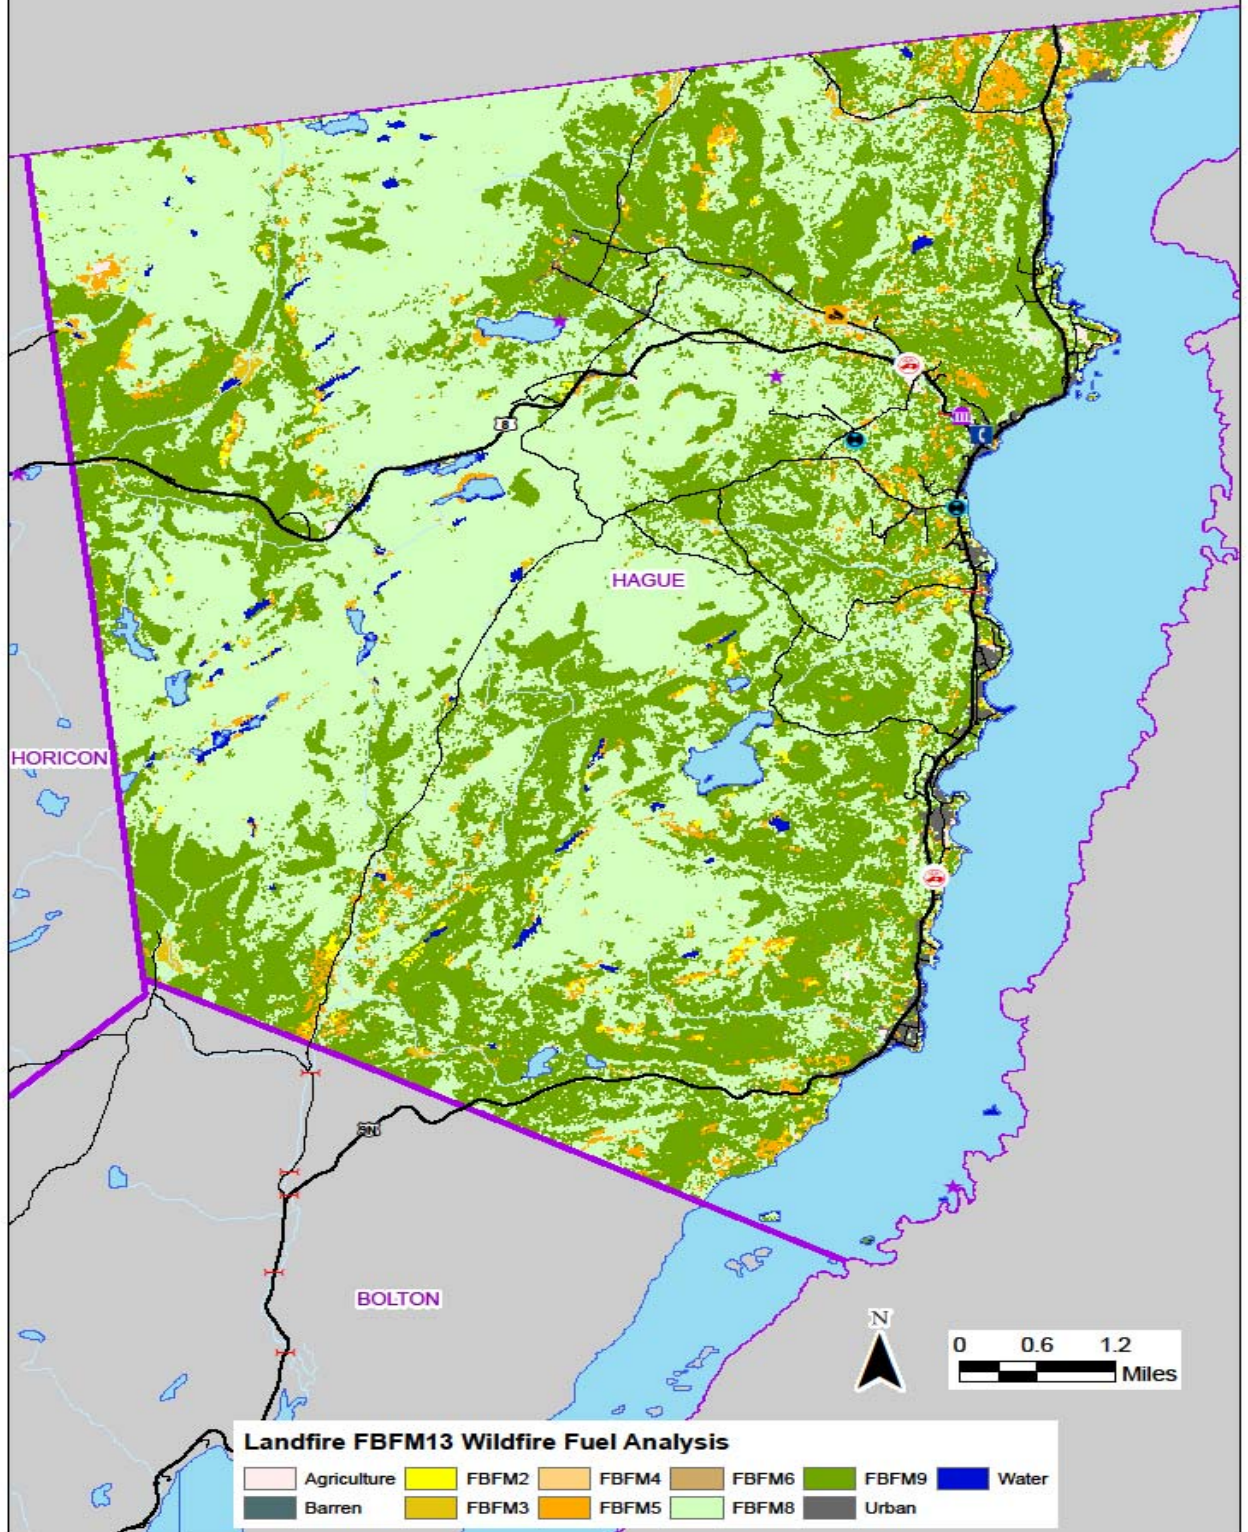 8
HAGUE
HORICON
9N
BOLTON
N
0 0.6 1.2
Miles
Landfire FBFM13 Wildfire Fuel Analysis
Agriculture FBFM2 FBFM4 FBFM6 FBFM9 Water
Barren FBFM3 FBFM5 FBFM8 Urban